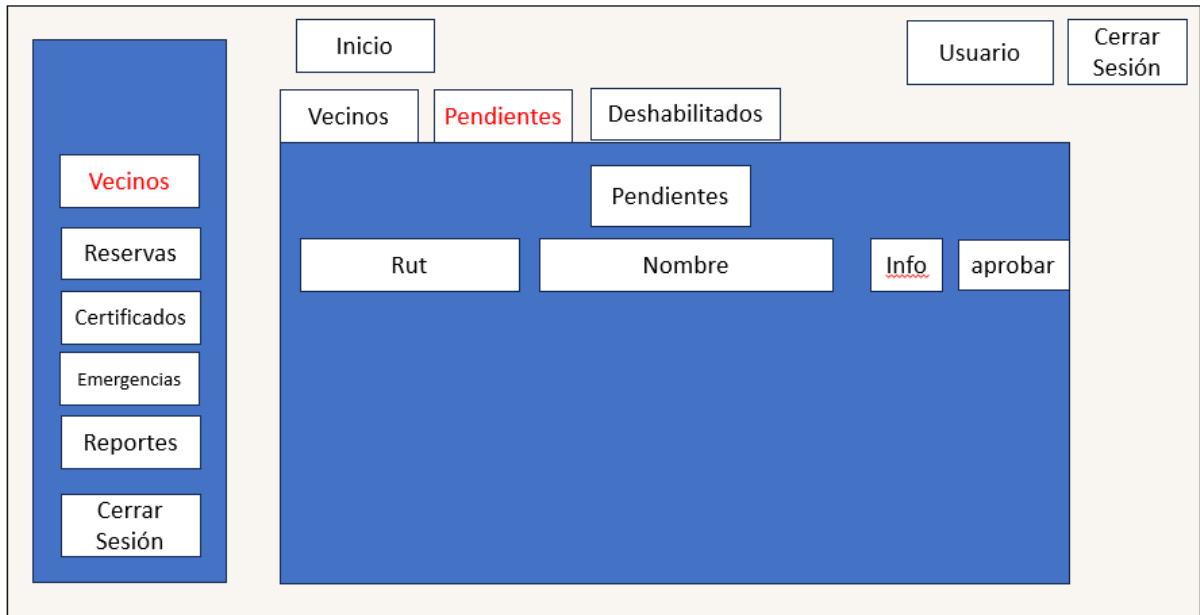 Inicio
Usuario
Cerrar
Sesión
Vecinos
Pendientes
Deshabilitados
Vecinos
Reservas
Certificados
Emergencias
Reportes
Cerrar
Sesión
Pendientes
Rut
Nombre
Info
aprobar